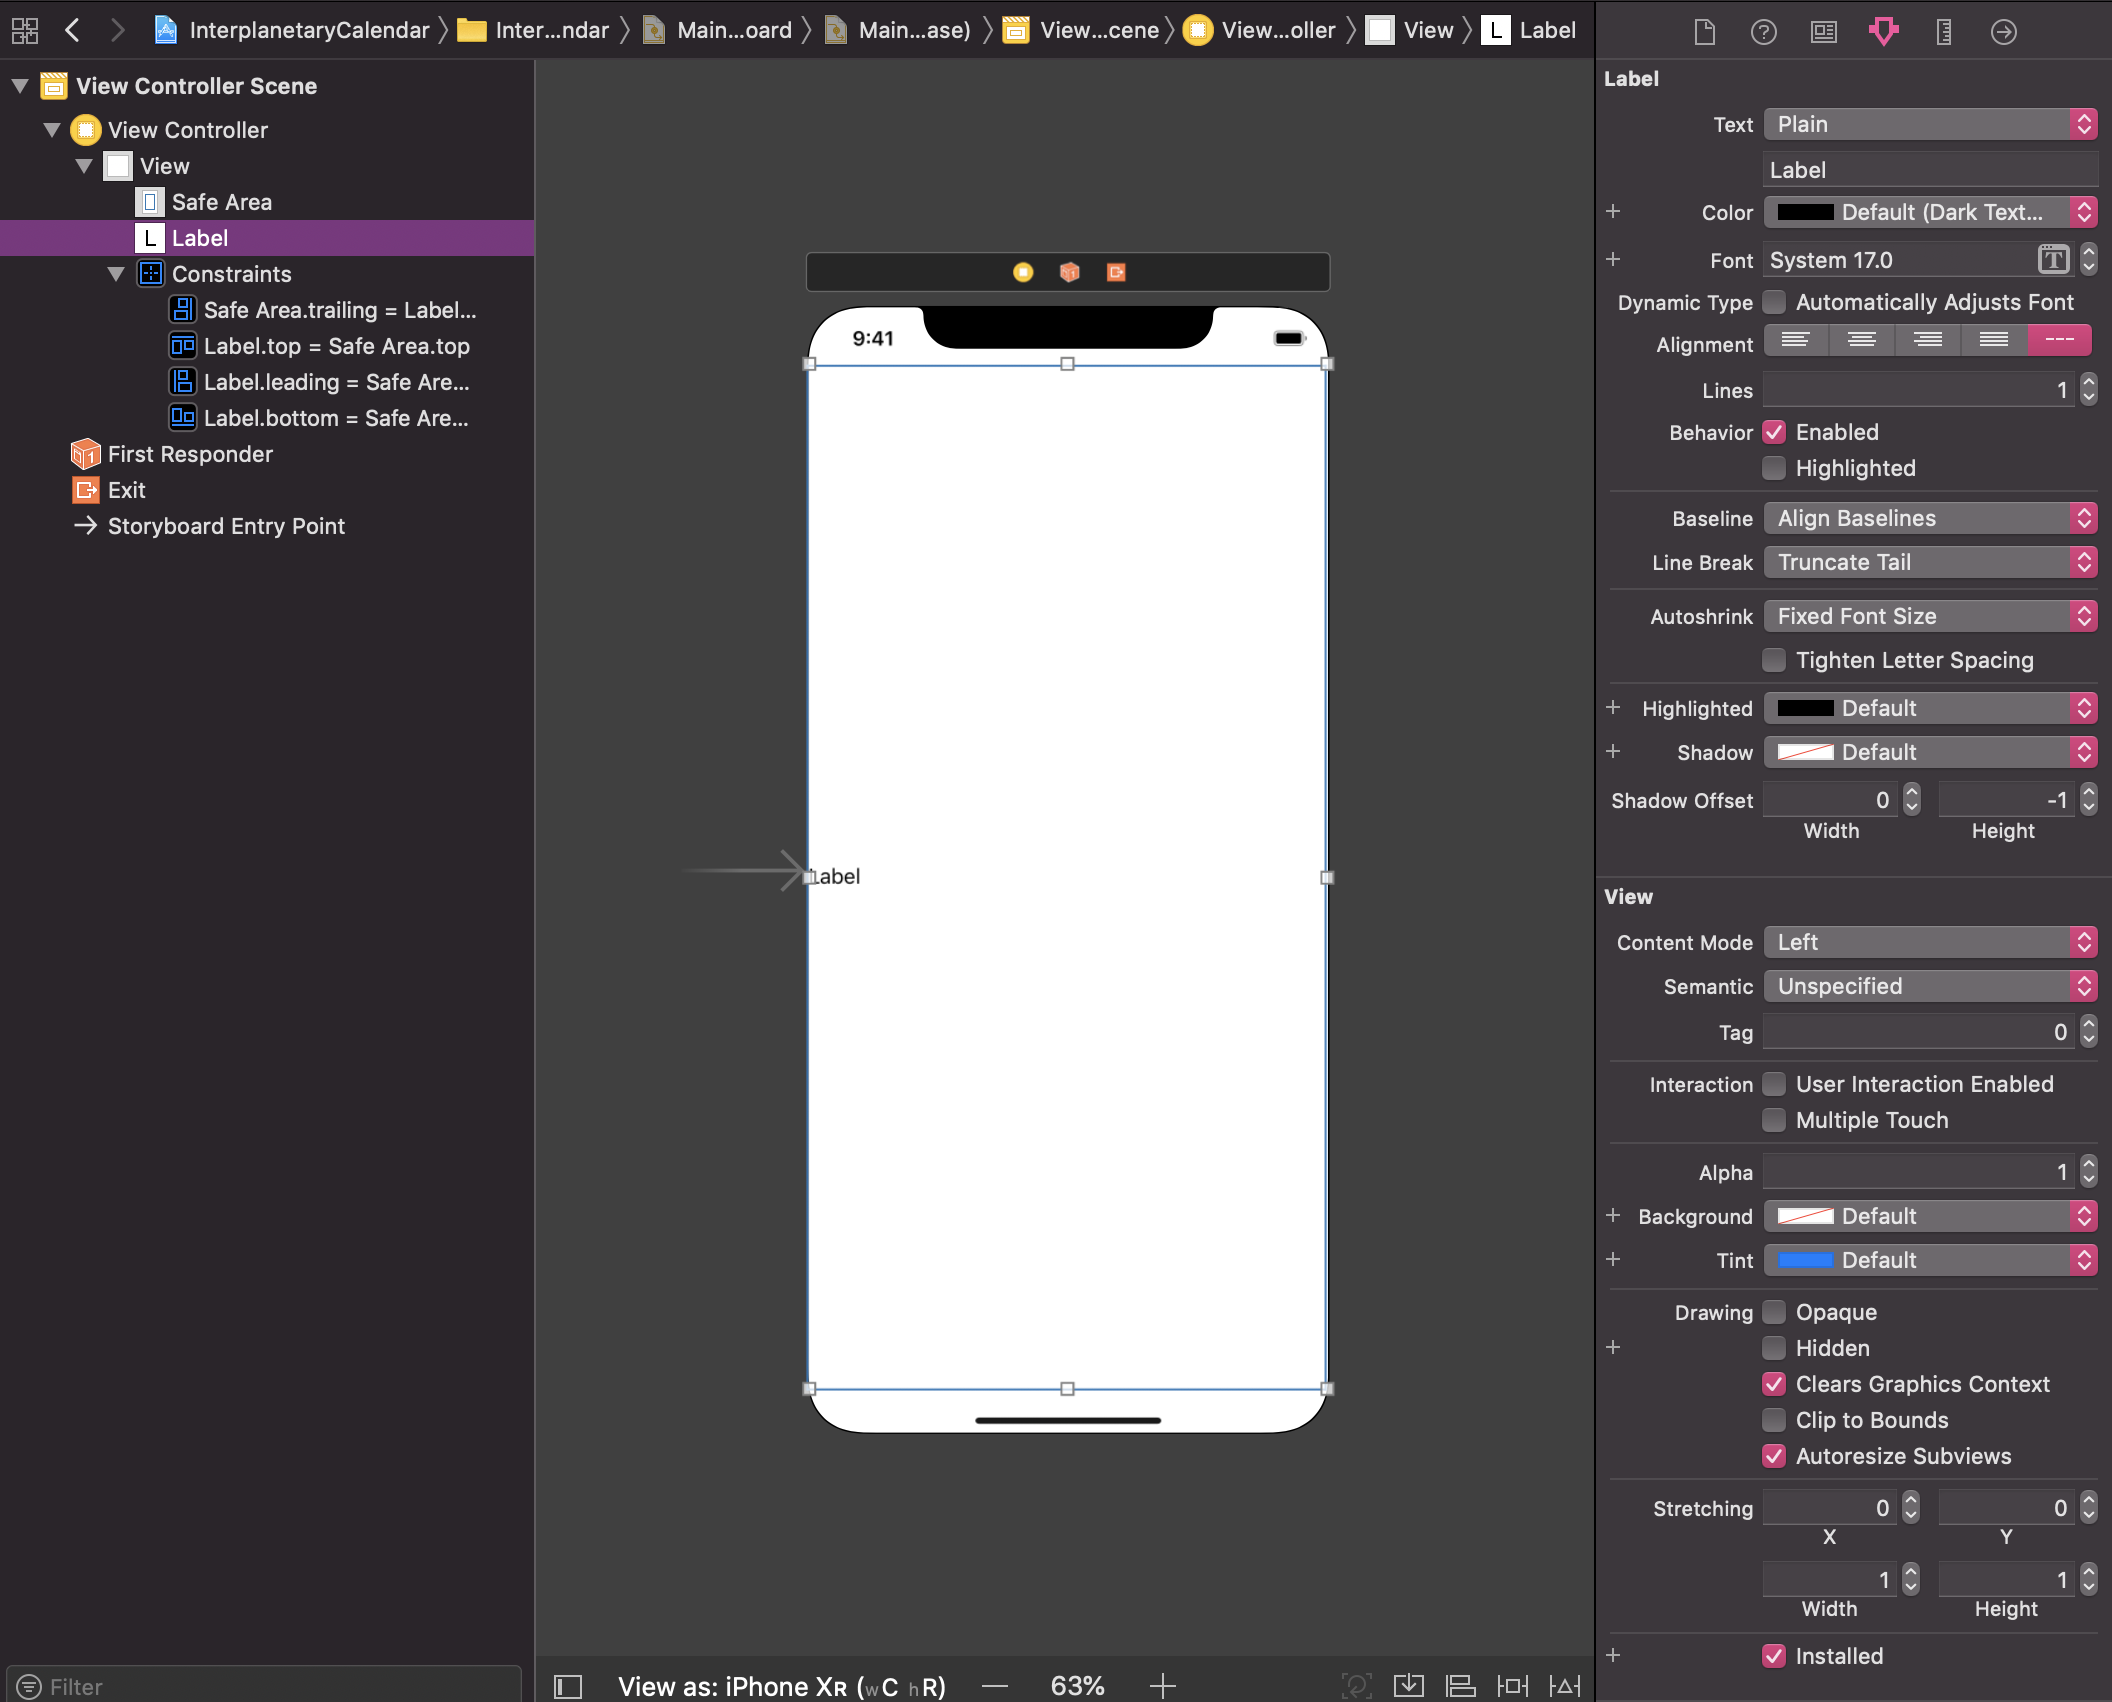 InterplanetaryCalendar Inter...ndar Main...oard Main...ase) View...cene View...oller View L Label
View Controller Scene
View Controller
View
Safe Area
L Label
Constraints
Safe Area.trailing = Label...
Label.top = Safe Area.top
Label.leading = Safe Are...
Label.bottom = Safe Are...
First Responder
Exit
Storyboard Entry Point
Filter
9:41
Label
View as: iPhone XR (wC hR) — 63% +
Label
Text Plain
Label
+ Color Default (Dark Text...
+ Font System 17.0 T
Dynamic Type Automatically Adjusts Font
Alignment ---
Lines 1
Behavior Enabled
Highlighted
Baseline Align Baselines
Line Break Truncate Tail
Autoshrink Fixed Font Size
Tighten Letter Spacing
+ Highlighted Default
+ Shadow Default
Shadow Offset 0 -1
Width Height
View
Content Mode Left
Semantic Unspecified
Tag 0
Interaction User Interaction Enabled
Multiple Touch
Alpha 1
+ Background Default
+ Tint Default
Drawing Opaque
+ Hidden
Clears Graphics Context
Clip to Bounds
Autoresize Subviews
Stretching 0 0
X Y
1 1
Width Height
+ Installed